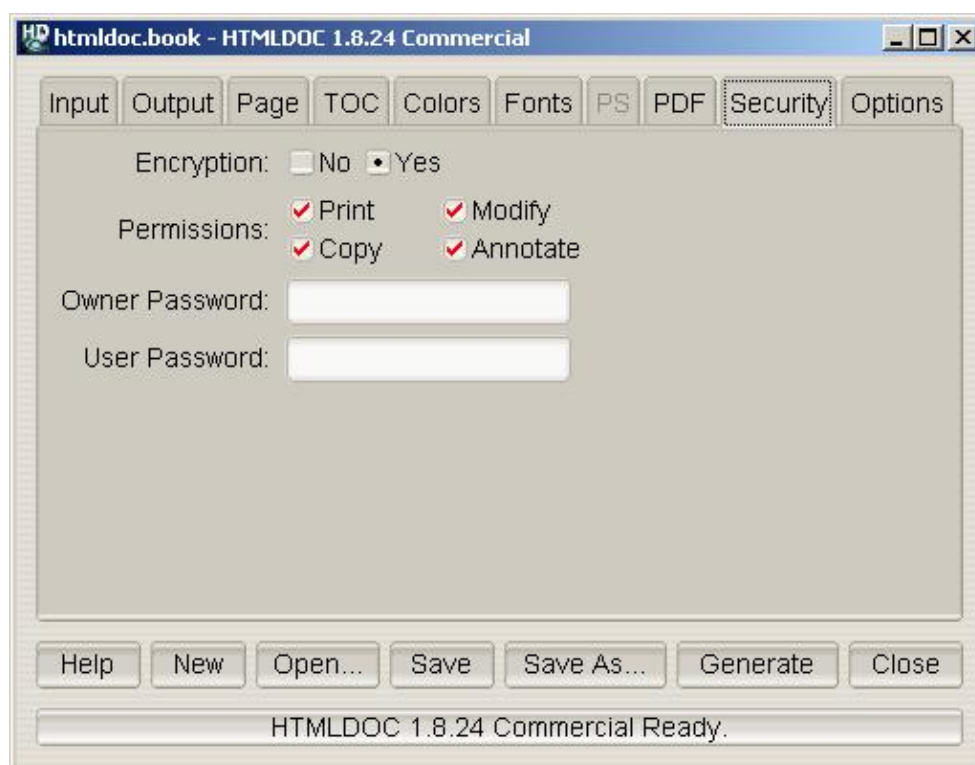 htmldoc.book - HTMLDOC 1.8.24 Commercial
Input Output Page TOC Colors Fonts PS PDF Security Options
Encryption: No Yes
Print Modify
Permissions:
Copy Annotate
Owner Password:
User Password:
Help New Open... Save Save As... Generate Close
HTMLDOC 1.8.24 Commercial Ready.